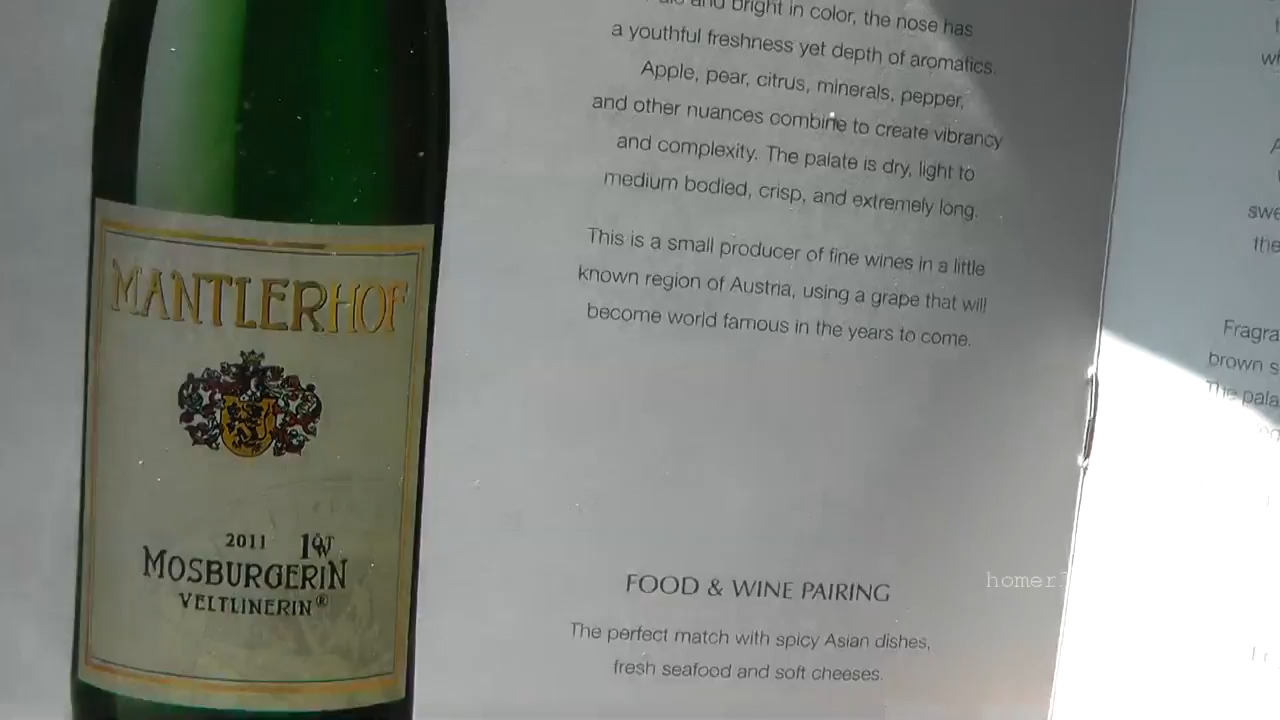 and bright in color, the nose has
a youthful freshness yet depth of aromatics.
Apple, pear, citrus, minerals, pepper,
and other nuances combine to create vibrancy
and complexity. The palate is dry, light to
medium bodied, crisp, and extremely long.
This is a small producer of fine wines in a little
known region of Austria, using a grape that will
become world famous in the years to come.
FOOD & WINE PAIRING
The perfect match with spicy Asian dishes,
fresh seafood and soft cheeses.
MANTLERHOF
2011
MOSBURGERIN
VELTLINERIN®
the
brown
The